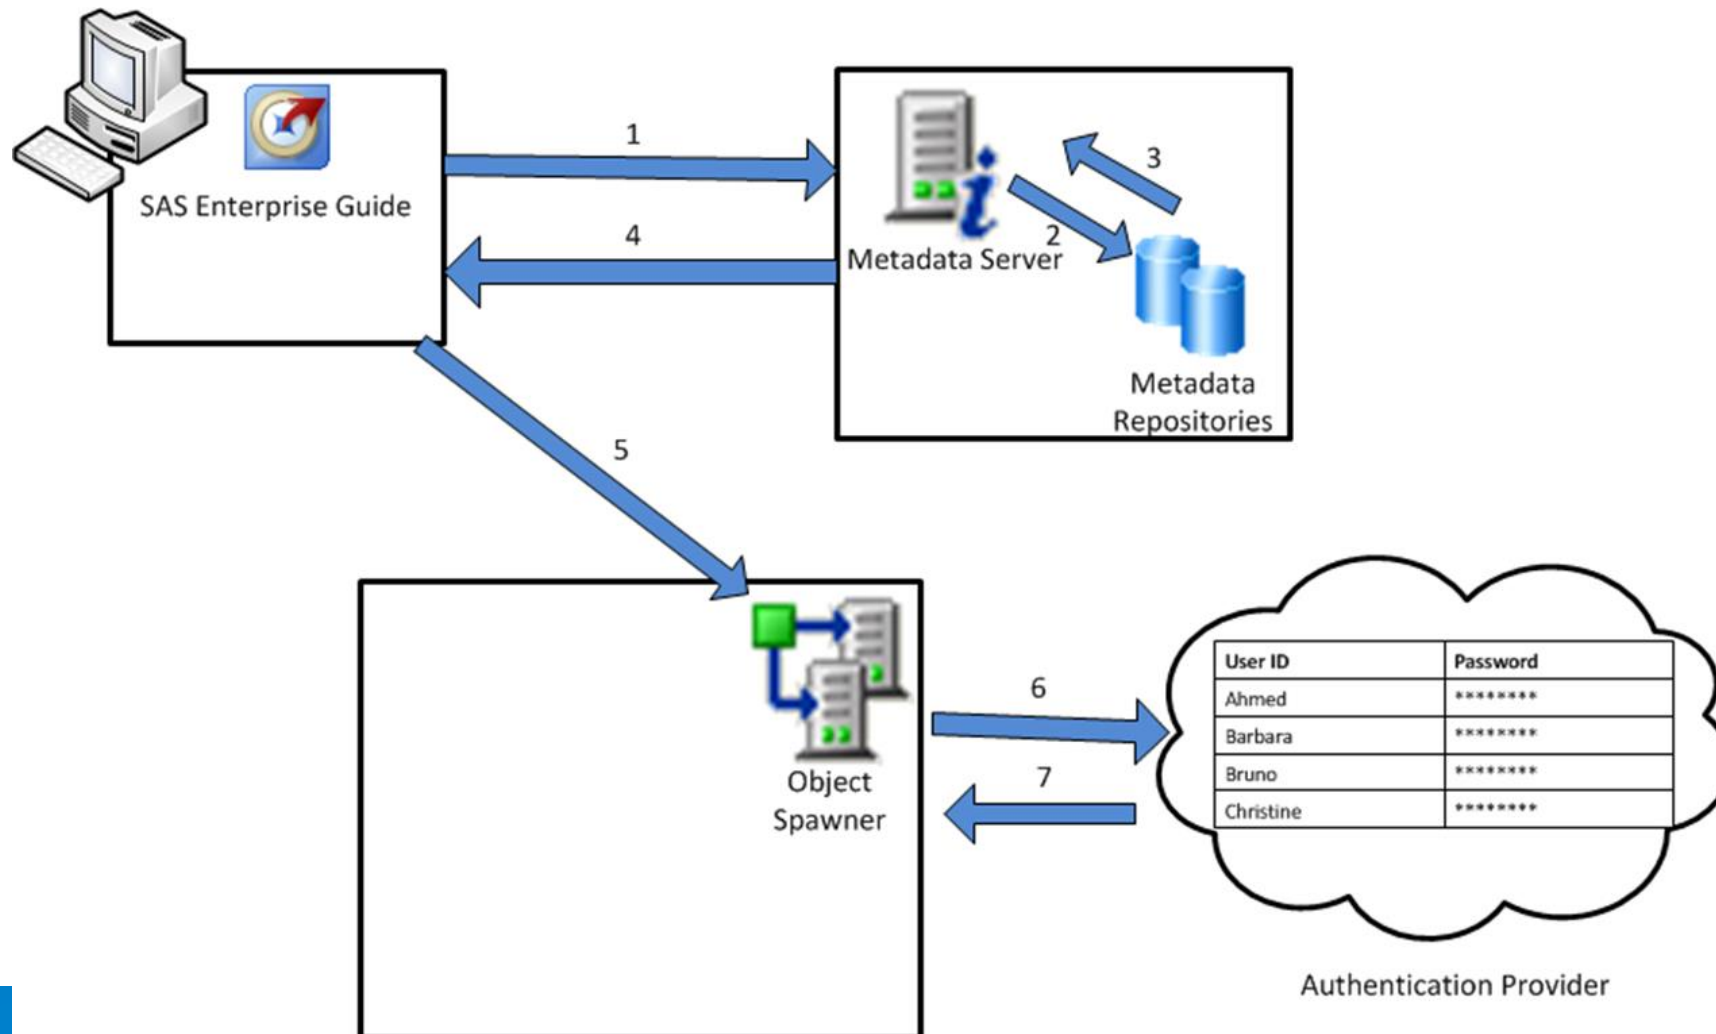 1
3
SAS Enterprise Guide
4
2
Metadata Server
Metadata
Repositories
5
User ID Password
Ahmed ********
Barbara ********
Bruno ********
Christine ********
6
7
Object
Spawner
Authentication Provider